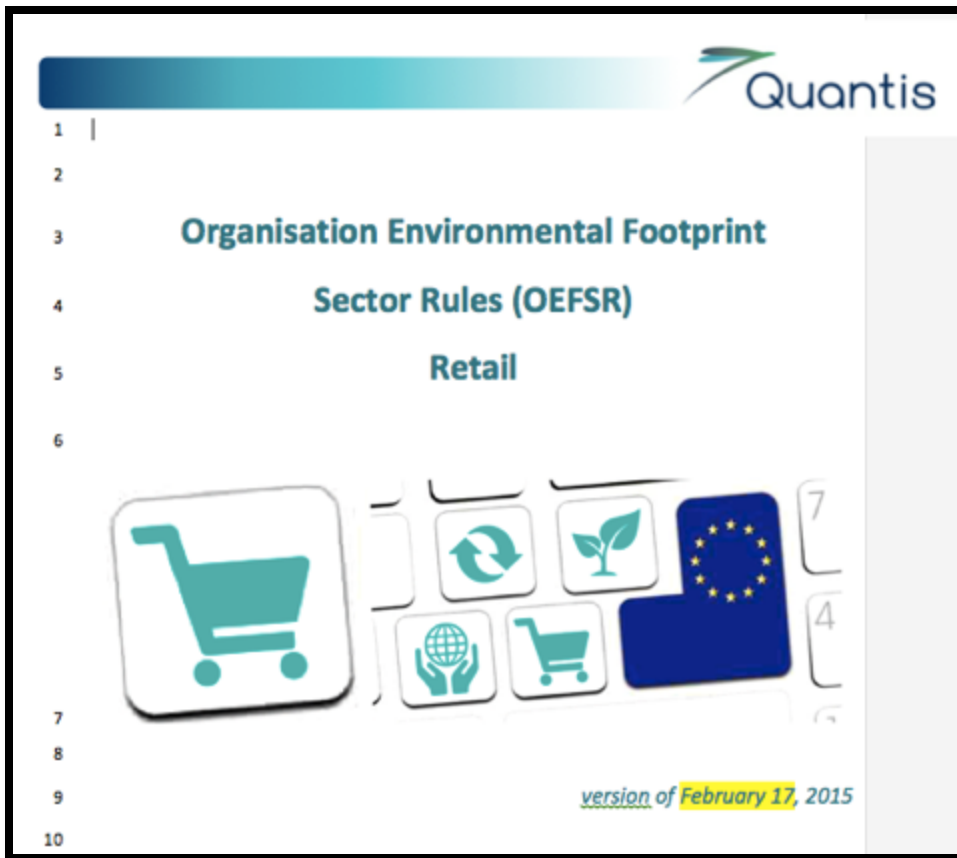 Quantis
1
2
3 Organisation Environmental Footprint
4 Sector Rules (OEFSR)
5 Retail
6
7
4
7
8
9 version of February 17, 2015
10